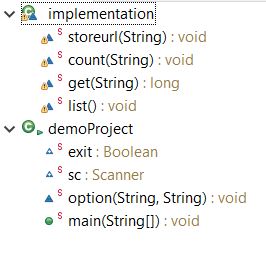 implementation
S storeurl(String) : void
S count(String) : void
S get(String) : long
S list() : void
demoProject
S exit : Boolean
S sc : Scanner
S option(String, String) : void
S main(String[]) : void